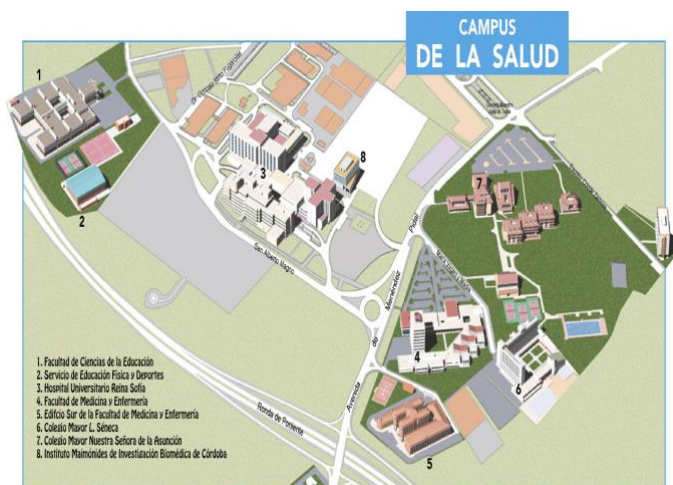 CAMPUS
DE LA SALUD
1
2
3
8
7
4
6
5
San Alberto Magno
Avenida de Menéndez Pidal
Ronda de Poniente
1. Facultad de Ciencias de la Educación
2. Servicio de Educación Física y Deportes
3. Hospital Universitario Reina Sofía
4. Facultad de Medicina y Enfermería
5. Edifcio Sur de la Facultad de Medicina y Enfermería
6. Colegio Mayor L. Séneca
7. Colegio Mayor Nuestra Señora de la Asunción
8. Instituto Maimónides de Investigación Biomédica de Córdoba